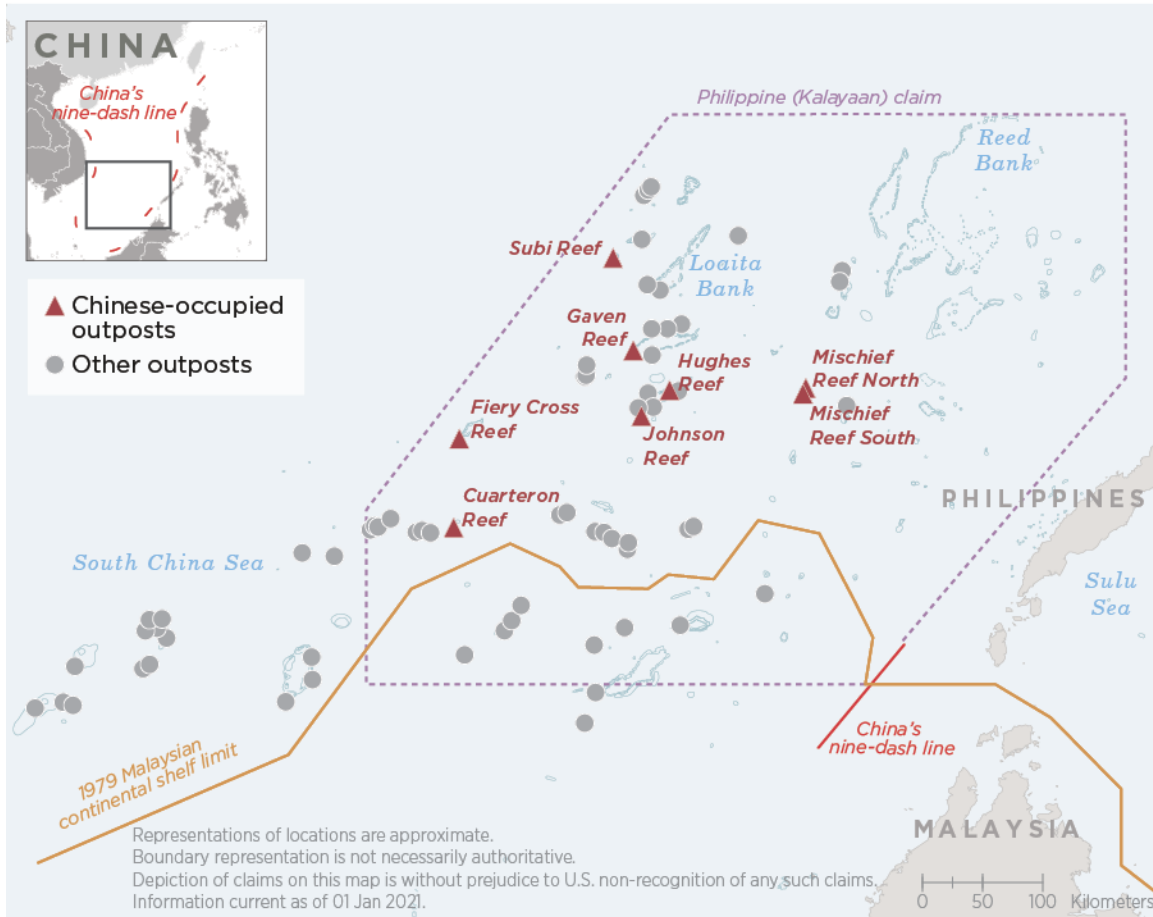 CHINA
China's
nine-dash line
Chinese-occupied
outposts
Other outposts
Philippine (Kalayaan) claim
Reed
Bank
Subi Reef
Loaita
Bank
Gaven
Reef
Hughes
Reef
Mischief
Reef North
Mischief
Reef South
Fiery Cross
Reef
Johnson
Reef
Cuarteron
Reef
PHILIPPINES
South China Sea
Sulu
Sea
China's
nine-dash line
1979 Malaysian
continental shelf limit
MALAYSIA
Representations of locations are approximate.
Boundary representation is not necessarily authoritative.
Depiction of claims on this map is without prejudice to U.S. non-recognition of any such claims.
Information current as of 01 Jan 2021.
0 50 100 Kilometers